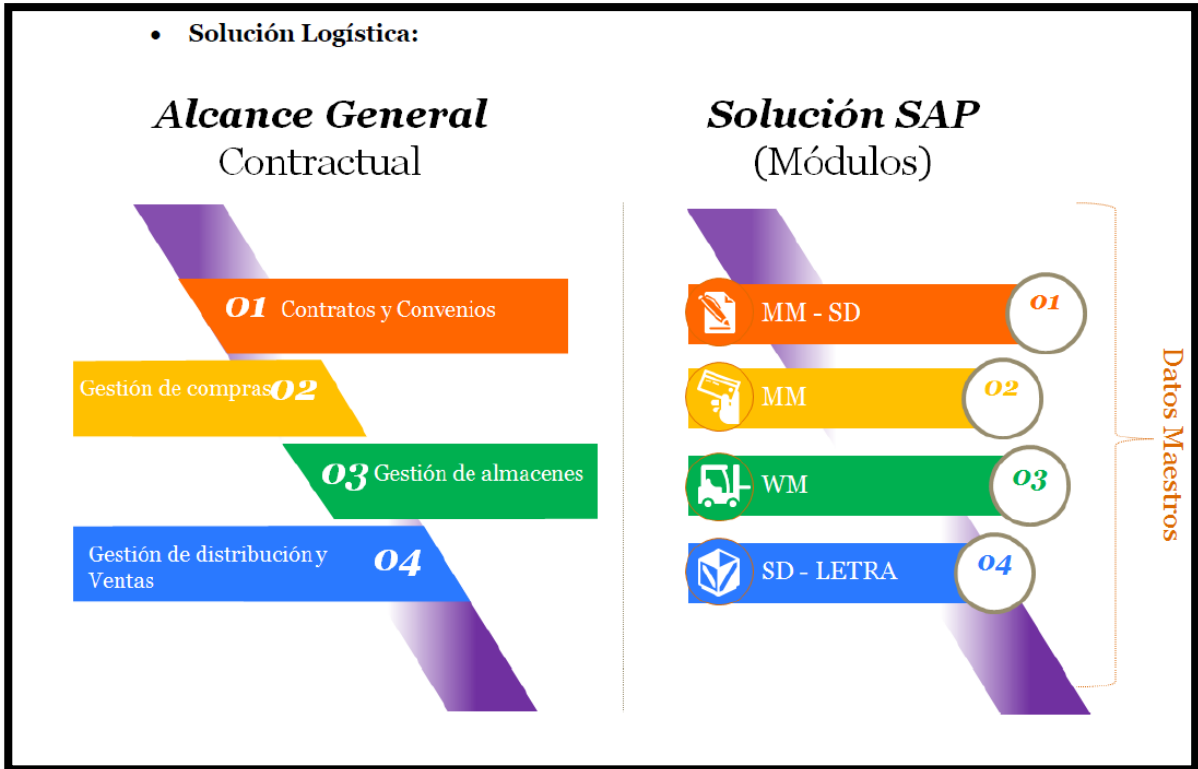 • Solución Logística:
Alcance General
Contractual
01 Contratos y Convenios
Gestión de compras 02
03 Gestión de almacenes
Gestión de distribución y
Ventas
04
Solución SAP
(Módulos)
MM - SD
01
MM
02
WM
03
SD - LETRA
04
Datos Maestros